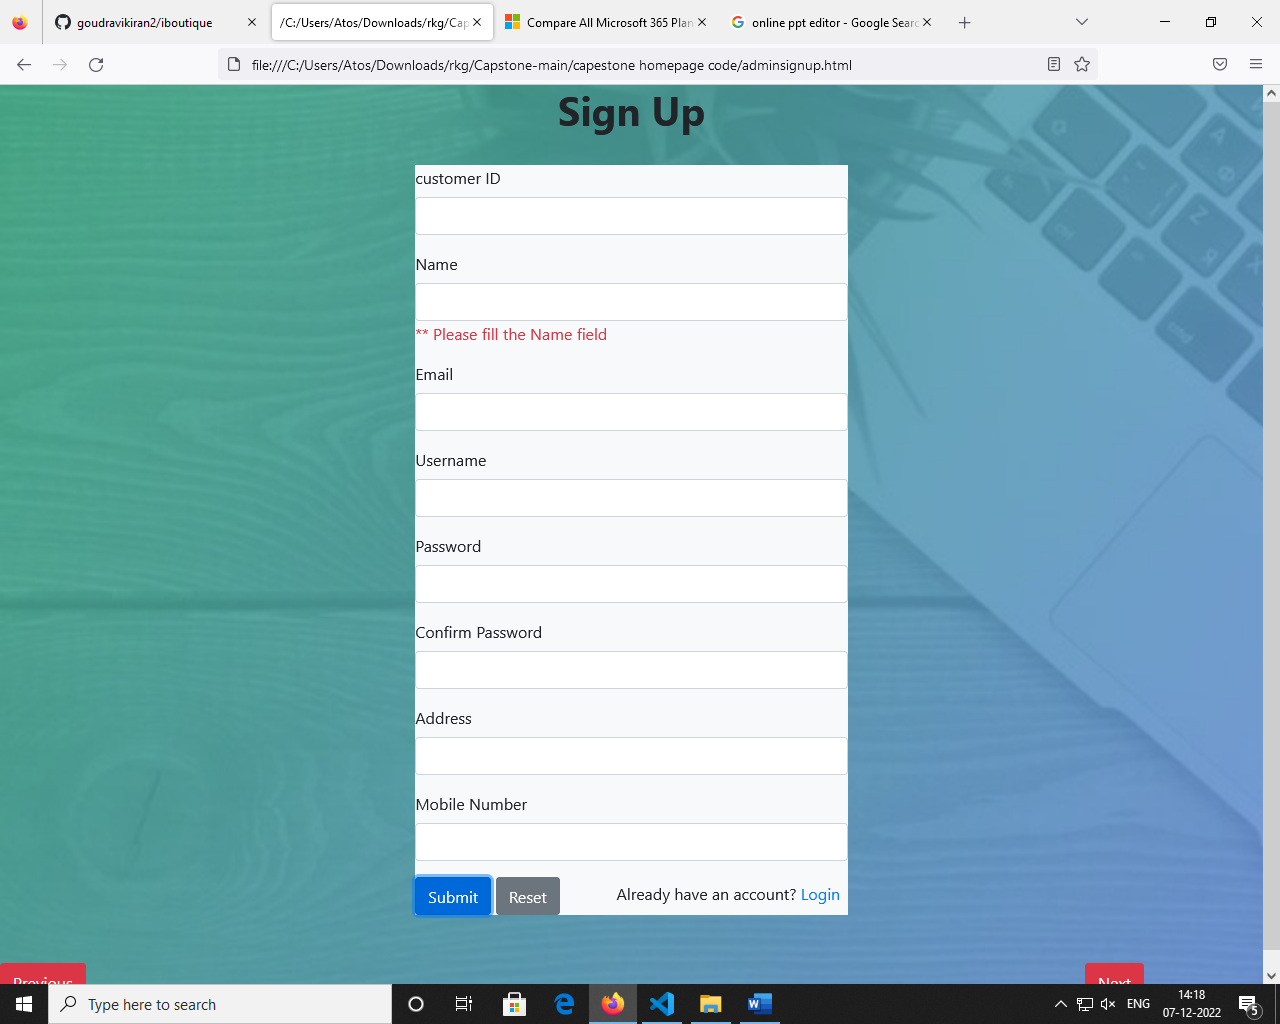 goudravikiran2/iboutique
/C:/Users/Atos/Downloads/rkg/Cap
Compare All Microsoft 365 Plan
online ppt editor - Google Searc
file:///C:/Users/Atos/Downloads/rkg/Capstone-main/capestone homepage code/adminsignup.html
Sign Up
customer ID
Name
** Please fill the Name field
Email
Username
Password
Confirm Password
Address
Mobile Number
Submit Reset Already have an account? Login
Previous Next
Type here to search
ENG
14:18
07-12-2022
5